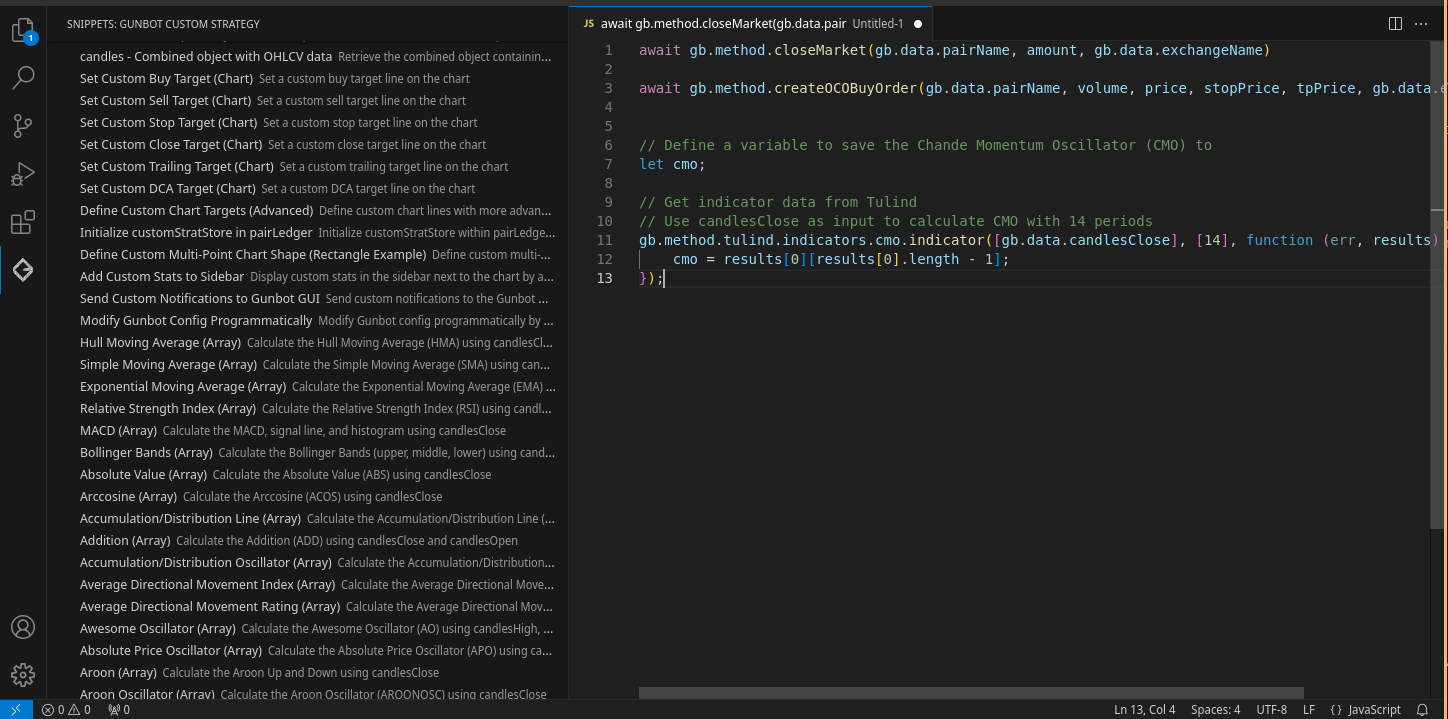 SNIPPETS: GUNBOT CUSTOM STRATEGY
candles - Combined object with OHLCV data Retrieve the combined object containin...
Set Custom Buy Target (Chart) Set a custom buy target line on the chart
Set Custom Sell Target (Chart) Set a custom sell target line on the chart
Set Custom Stop Target (Chart) Set a custom stop target line on the chart
Set Custom Close Target (Chart) Set a custom close target line on the chart
Set Custom Trailing Target (Chart) Set a custom trailing target line on the chart
Set Custom DCA Target (Chart) Set a custom DCA target line on the chart
Define Custom Chart Targets (Advanced) Define custom chart lines with more advan...
Initialize customStratStore in pairLedger Initialize customStratStore within pairLedge...
Define Custom Multi-Point Chart Shape (Rectangle Example) Define custom multi-...
Add Custom Stats to Sidebar Display custom stats in the sidebar next to the chart by a...
Send Custom Notifications to Gunbot GUI Send custom notifications to the Gunbot ...
Modify Gunbot Config Programmatically Modify Gunbot config programmatically by ...
Hull Moving Average (Array) Calculate the Hull Moving Average (HMA) using candlesCl...
Simple Moving Average (Array) Calculate the Simple Moving Average (SMA) using can...
Exponential Moving Average (Array) Calculate the Exponential Moving Average (EMA) ...
Relative Strength Index (Array) Calculate the Relative Strength Index (RSI) using candl...
MACD (Array) Calculate the MACD, signal line, and histogram using candlesClose
Bollinger Bands (Array) Calculate the Bollinger Bands (upper, middle, lower) using cand...
Absolute Value (Array) Calculate the Absolute Value (ABS) using candlesClose
Arccosine (Array) Calculate the Arccosine (ACOS) using candlesClose
Accumulation/Distribution Line (Array) Calculate the Accumulation/Distribution Line (...
Addition (Array) Calculate the Addition (ADD) using candlesClose and candlesOpen
Accumulation/Distribution Oscillator (Array) Calculate the Accumulation/Distribution...
Average Directional Movement Index (Array) Calculate the Average Directional Move...
Average Directional Movement Rating (Array) Calculate the Average Directional Mov...
Awesome Oscillator (Array) Calculate the Awesome Oscillator (AO) using candlesHigh, ...
Absolute Price Oscillator (Array) Calculate the Absolute Price Oscillator (APO) using ca...
Aroon (Array) Calculate the Aroon Up and Down using candlesClose
Aroon Oscillator (Array) Calculate the Aroon Oscillator (AROONOSC) using candlesClose
1
JS await gb.method.closeMarket(gb.data.pair Untitled-1
1 await gb.method.closeMarket(gb.data.pairName, amount, gb.data.exchangeName)
2
3 await gb.method.createOCOBuyOrder(gb.data.pairName, volume, price, stopPrice, tpPrice, gb.data.e
4
5
6 // Define a variable to save the Chande Momentum Oscillator (CMO) to
7 let cmo;
8
9 // Get indicator data from Tulind
10 // Use candlesClose as input to calculate CMO with 14 periods
11 gb.method.tulind.indicators.cmo.indicator([gb.data.candlesClose], [14], function (err, results)
12 cmo = results[0][results[0].length - 1];
13 });
0 0 0
Ln 13, Col 4 Spaces: 4 UTF-8 LF {} JavaScript